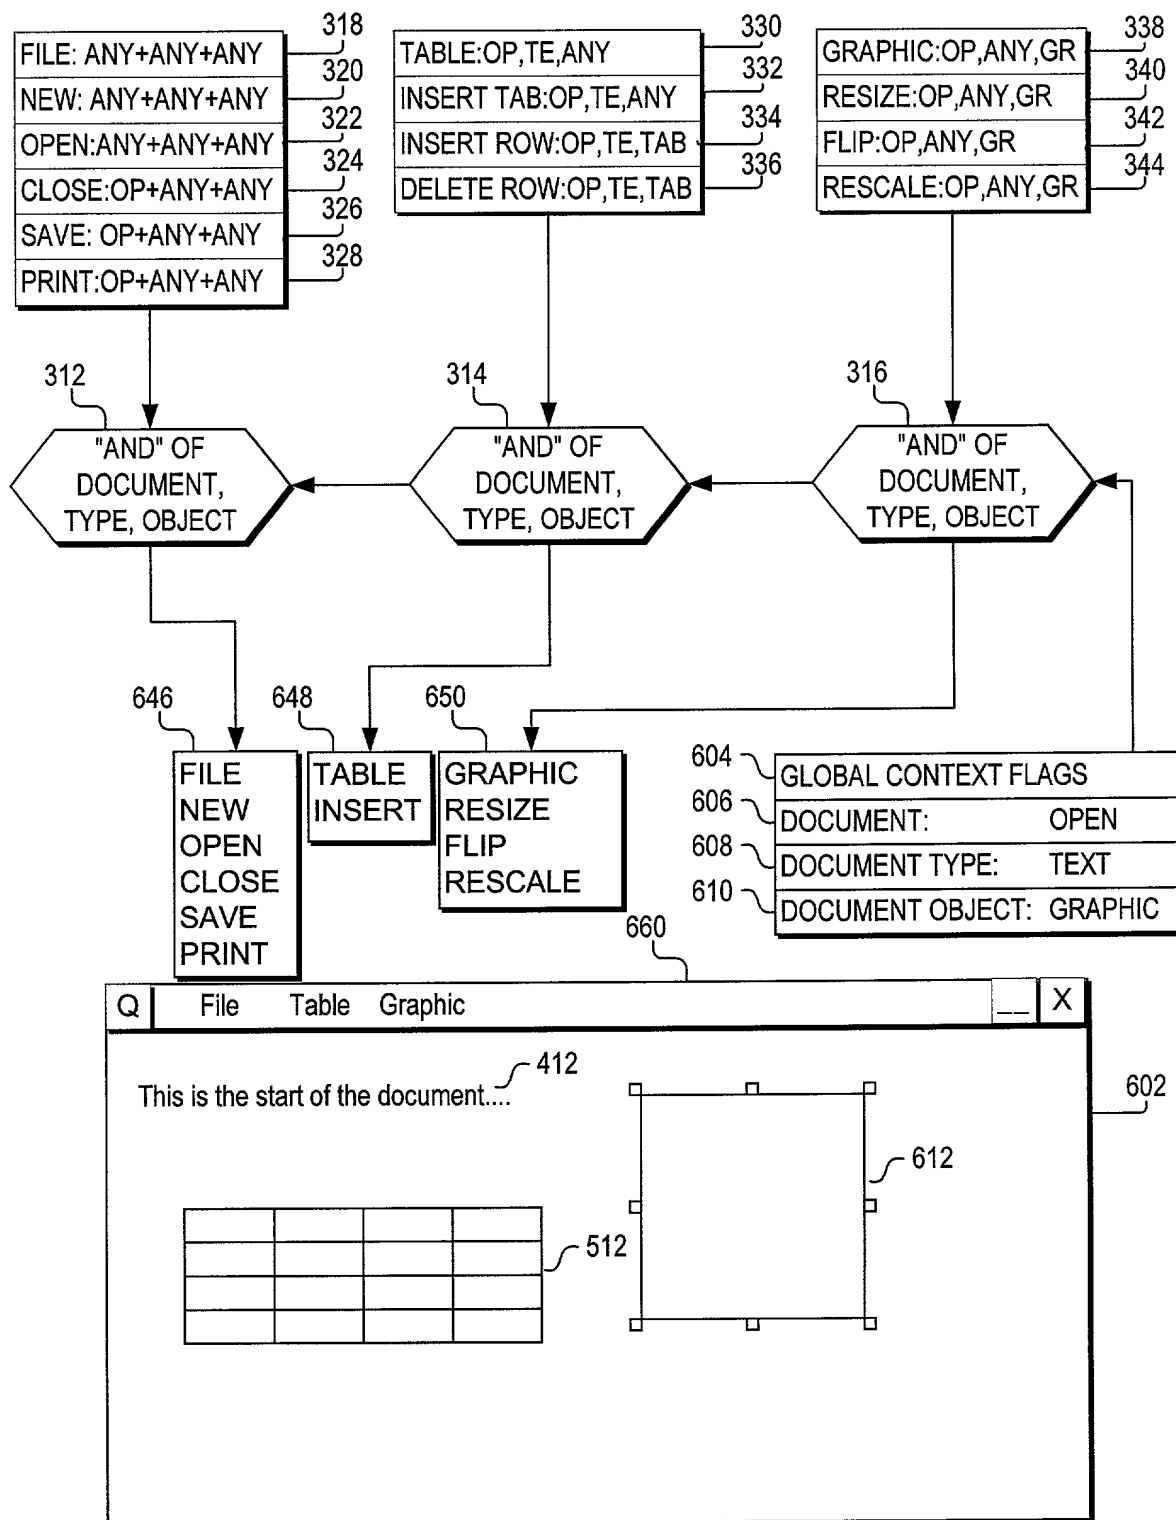 318
FILE: ANY+ANY+ANY
320
NEW: ANY+ANY+ANY
322
OPEN:ANY+ANY+ANY
324
CLOSE:OP+ANY+ANY
326
SAVE: OP+ANY+ANY
328
PRINT:OP+ANY+ANY
330
TABLE:OP,TE,ANY
332
INSERT TAB:OP,TE,ANY
334
INSERT ROW:OP,TE,TAB
336
DELETE ROW:OP,TE,TAB
338
GRAPHIC:OP,ANY,GR
340
RESIZE:OP,ANY,GR
342
FLIP:OP,ANY,GR
344
RESCALE:OP,ANY,GR
312
"AND" OF
DOCUMENT,
TYPE, OBJECT
314
"AND" OF
DOCUMENT,
TYPE, OBJECT
316
"AND" OF
DOCUMENT,
TYPE, OBJECT
646
FILE
NEW
OPEN
CLOSE
SAVE
PRINT
648
TABLE
INSERT
650
GRAPHIC
RESIZE
FLIP
RESCALE
604
GLOBAL CONTEXT FLAGS
606
DOCUMENT: OPEN
608
DOCUMENT TYPE: TEXT
610
DOCUMENT OBJECT: GRAPHIC
660
Q File Table Graphic __ X
This is the start of the document....
412
602
612
512